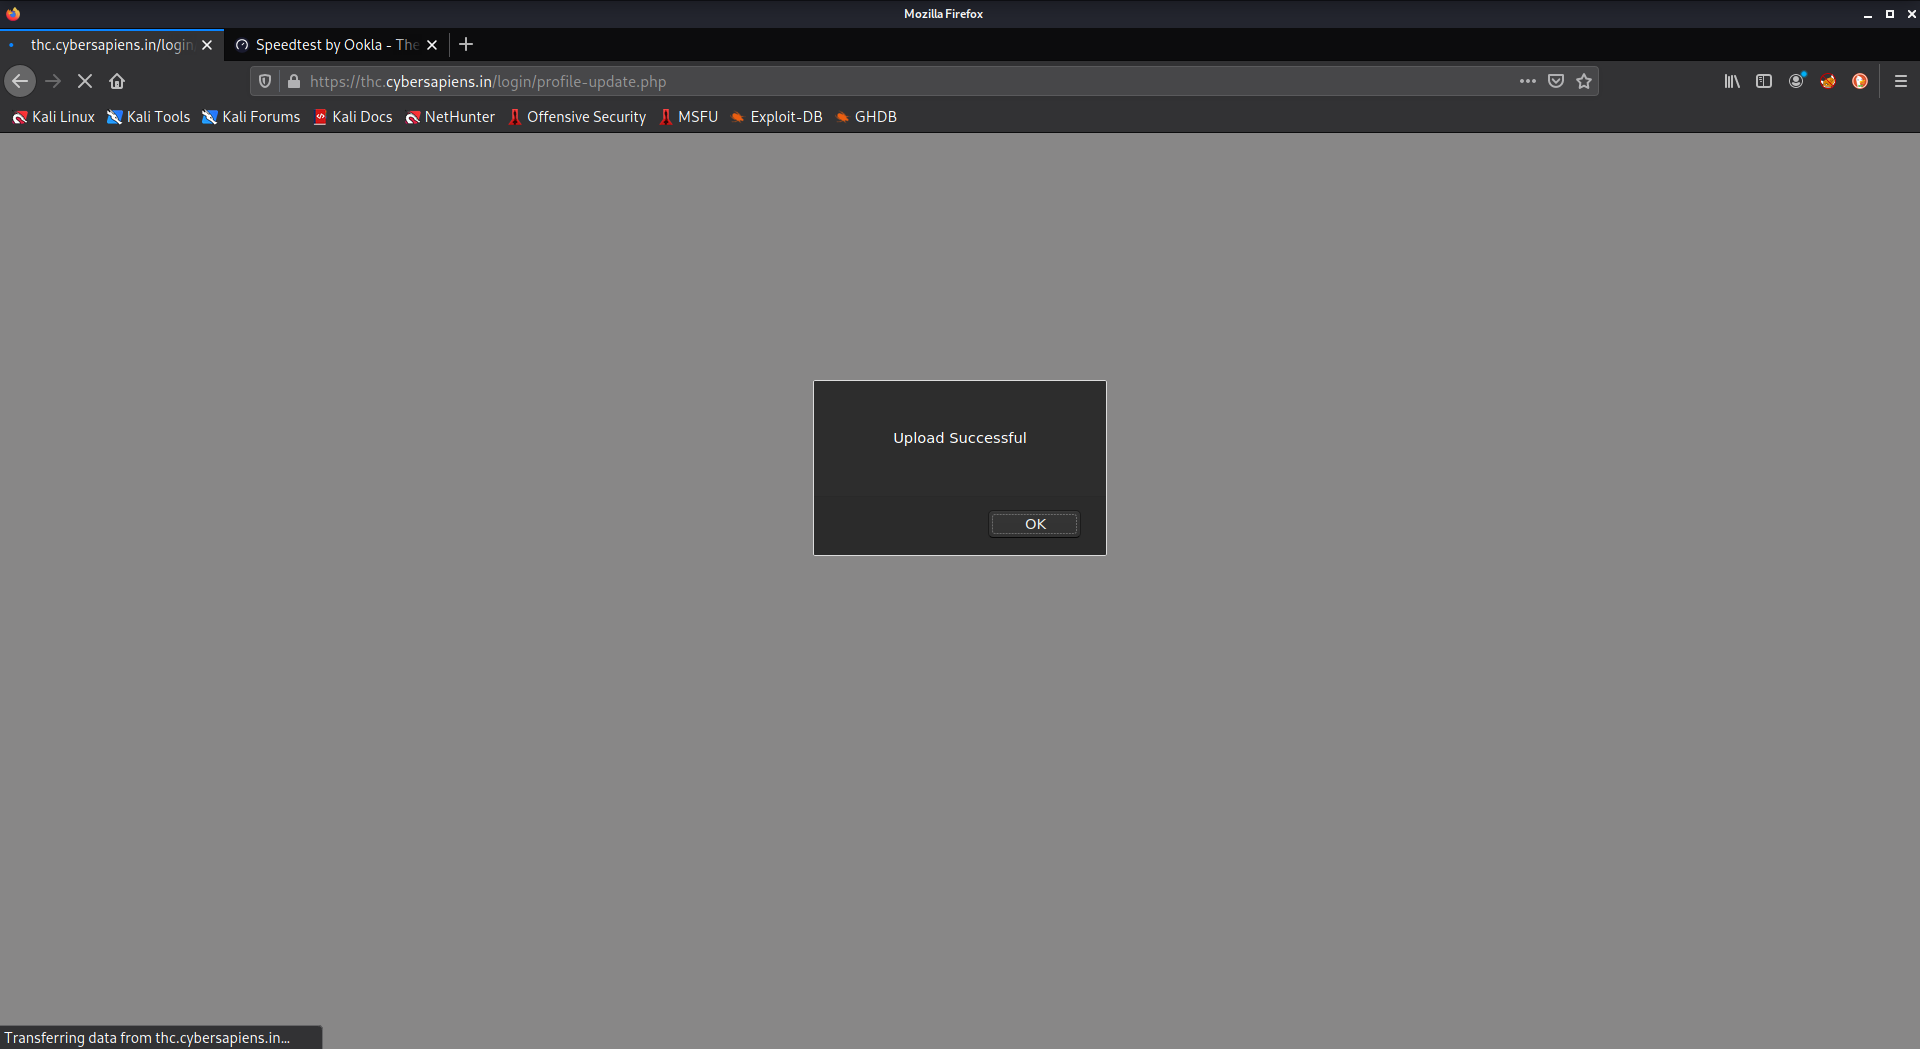 Mozilla Firefox
thc.cybersapiens.in/login
Speedtest by Ookla - The
https://thc.cybersapiens.in/login/profile-update.php
Kali Linux Kali Tools Kali Forums Kali Docs NetHunter Offensive Security MSFU Exploit-DB GHDB
Upload Successful
OK
Transferring data from thc.cybersapiens.in...